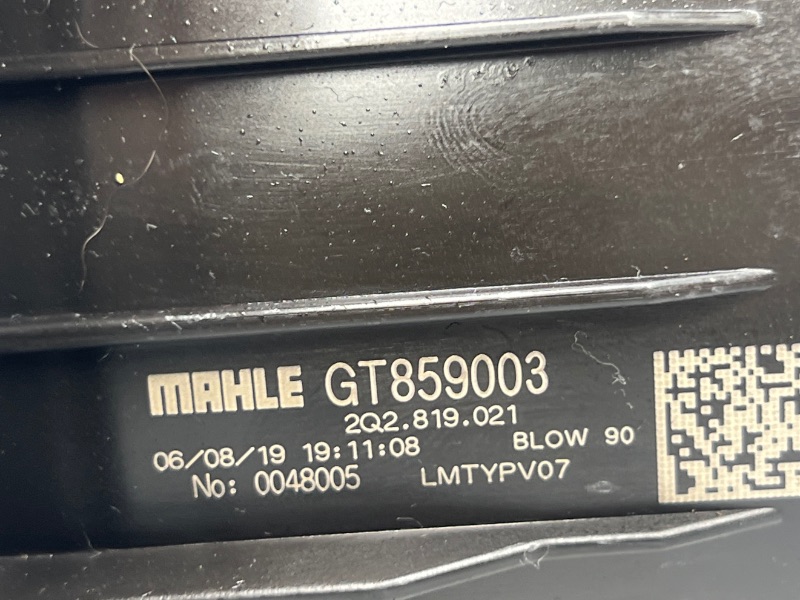 MAHLE GT859003
2Q2.819.021
06/08/19 19:11:08 BLOW 90
No: 0048005 LMTYPV07